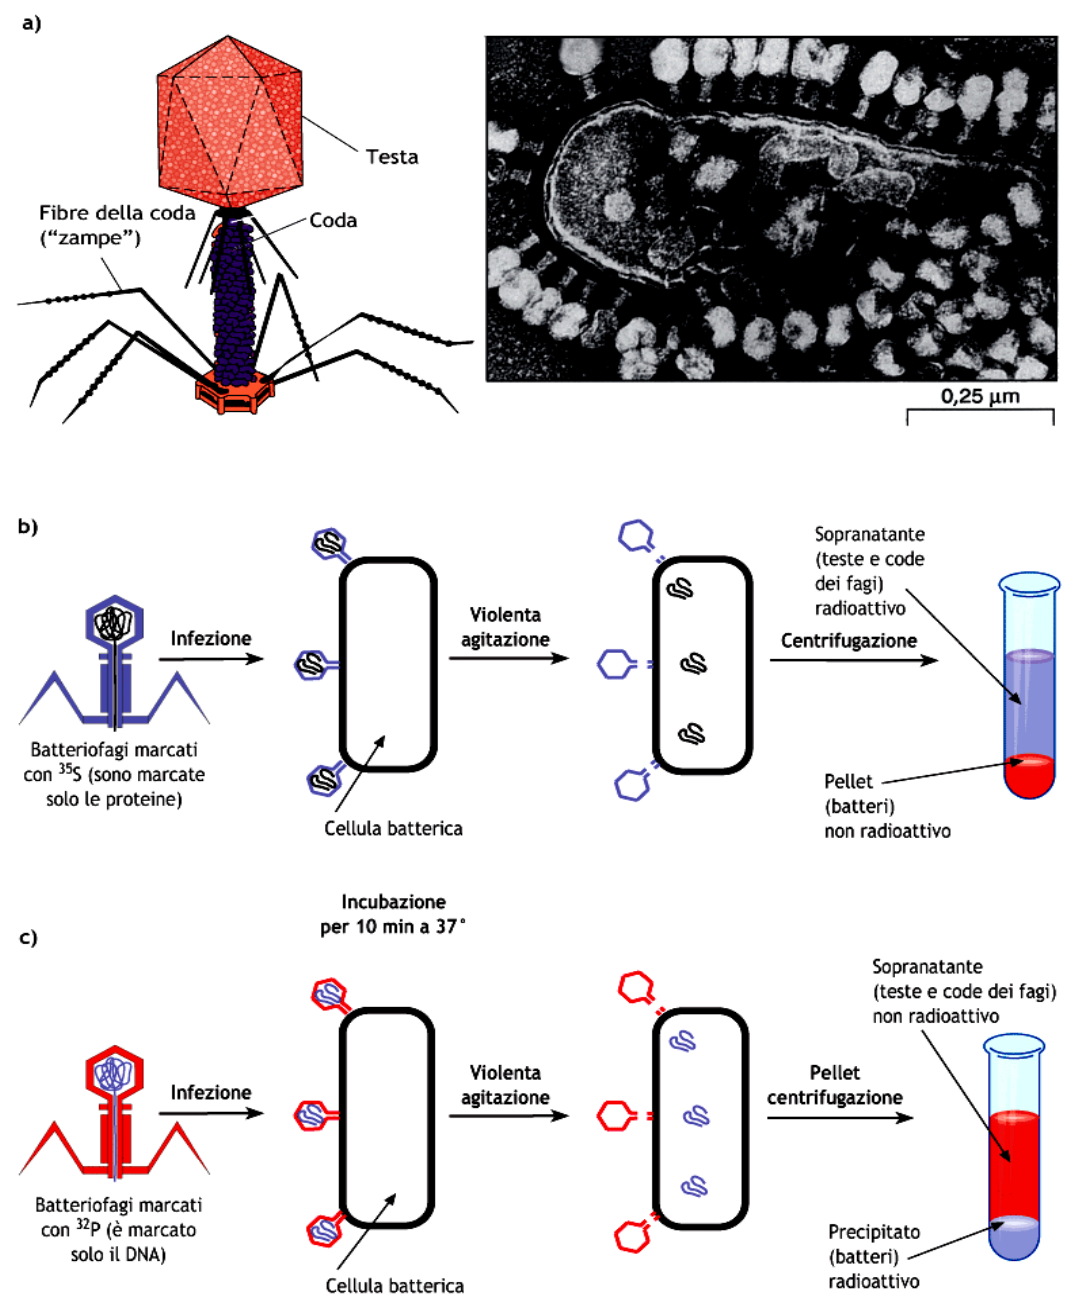 a)
Testa
Fibre della coda
(“zampe”)
Coda
0,25 μm
b)
Batteriofagi marcati
con ³⁵S (sono marcate
solo le proteine)
Infezione
Cellula batterica
Violenta
agitazione
Centrifugazione
Sopranatante
(teste e code
dei fagi)
radioattivo
Pellet
(batteri)
non radioattivo
Incubazione
per 10 min a 37°
c)
Batteriofagi marcati
con ³²P (è marcato
solo il DNA)
Infezione
Cellula batterica
Violenta
agitazione
Pellet
centrifugazione
Sopranatante
(teste e code dei fagi)
non radioattivo
Precipitato
(batteri)
radioattivo